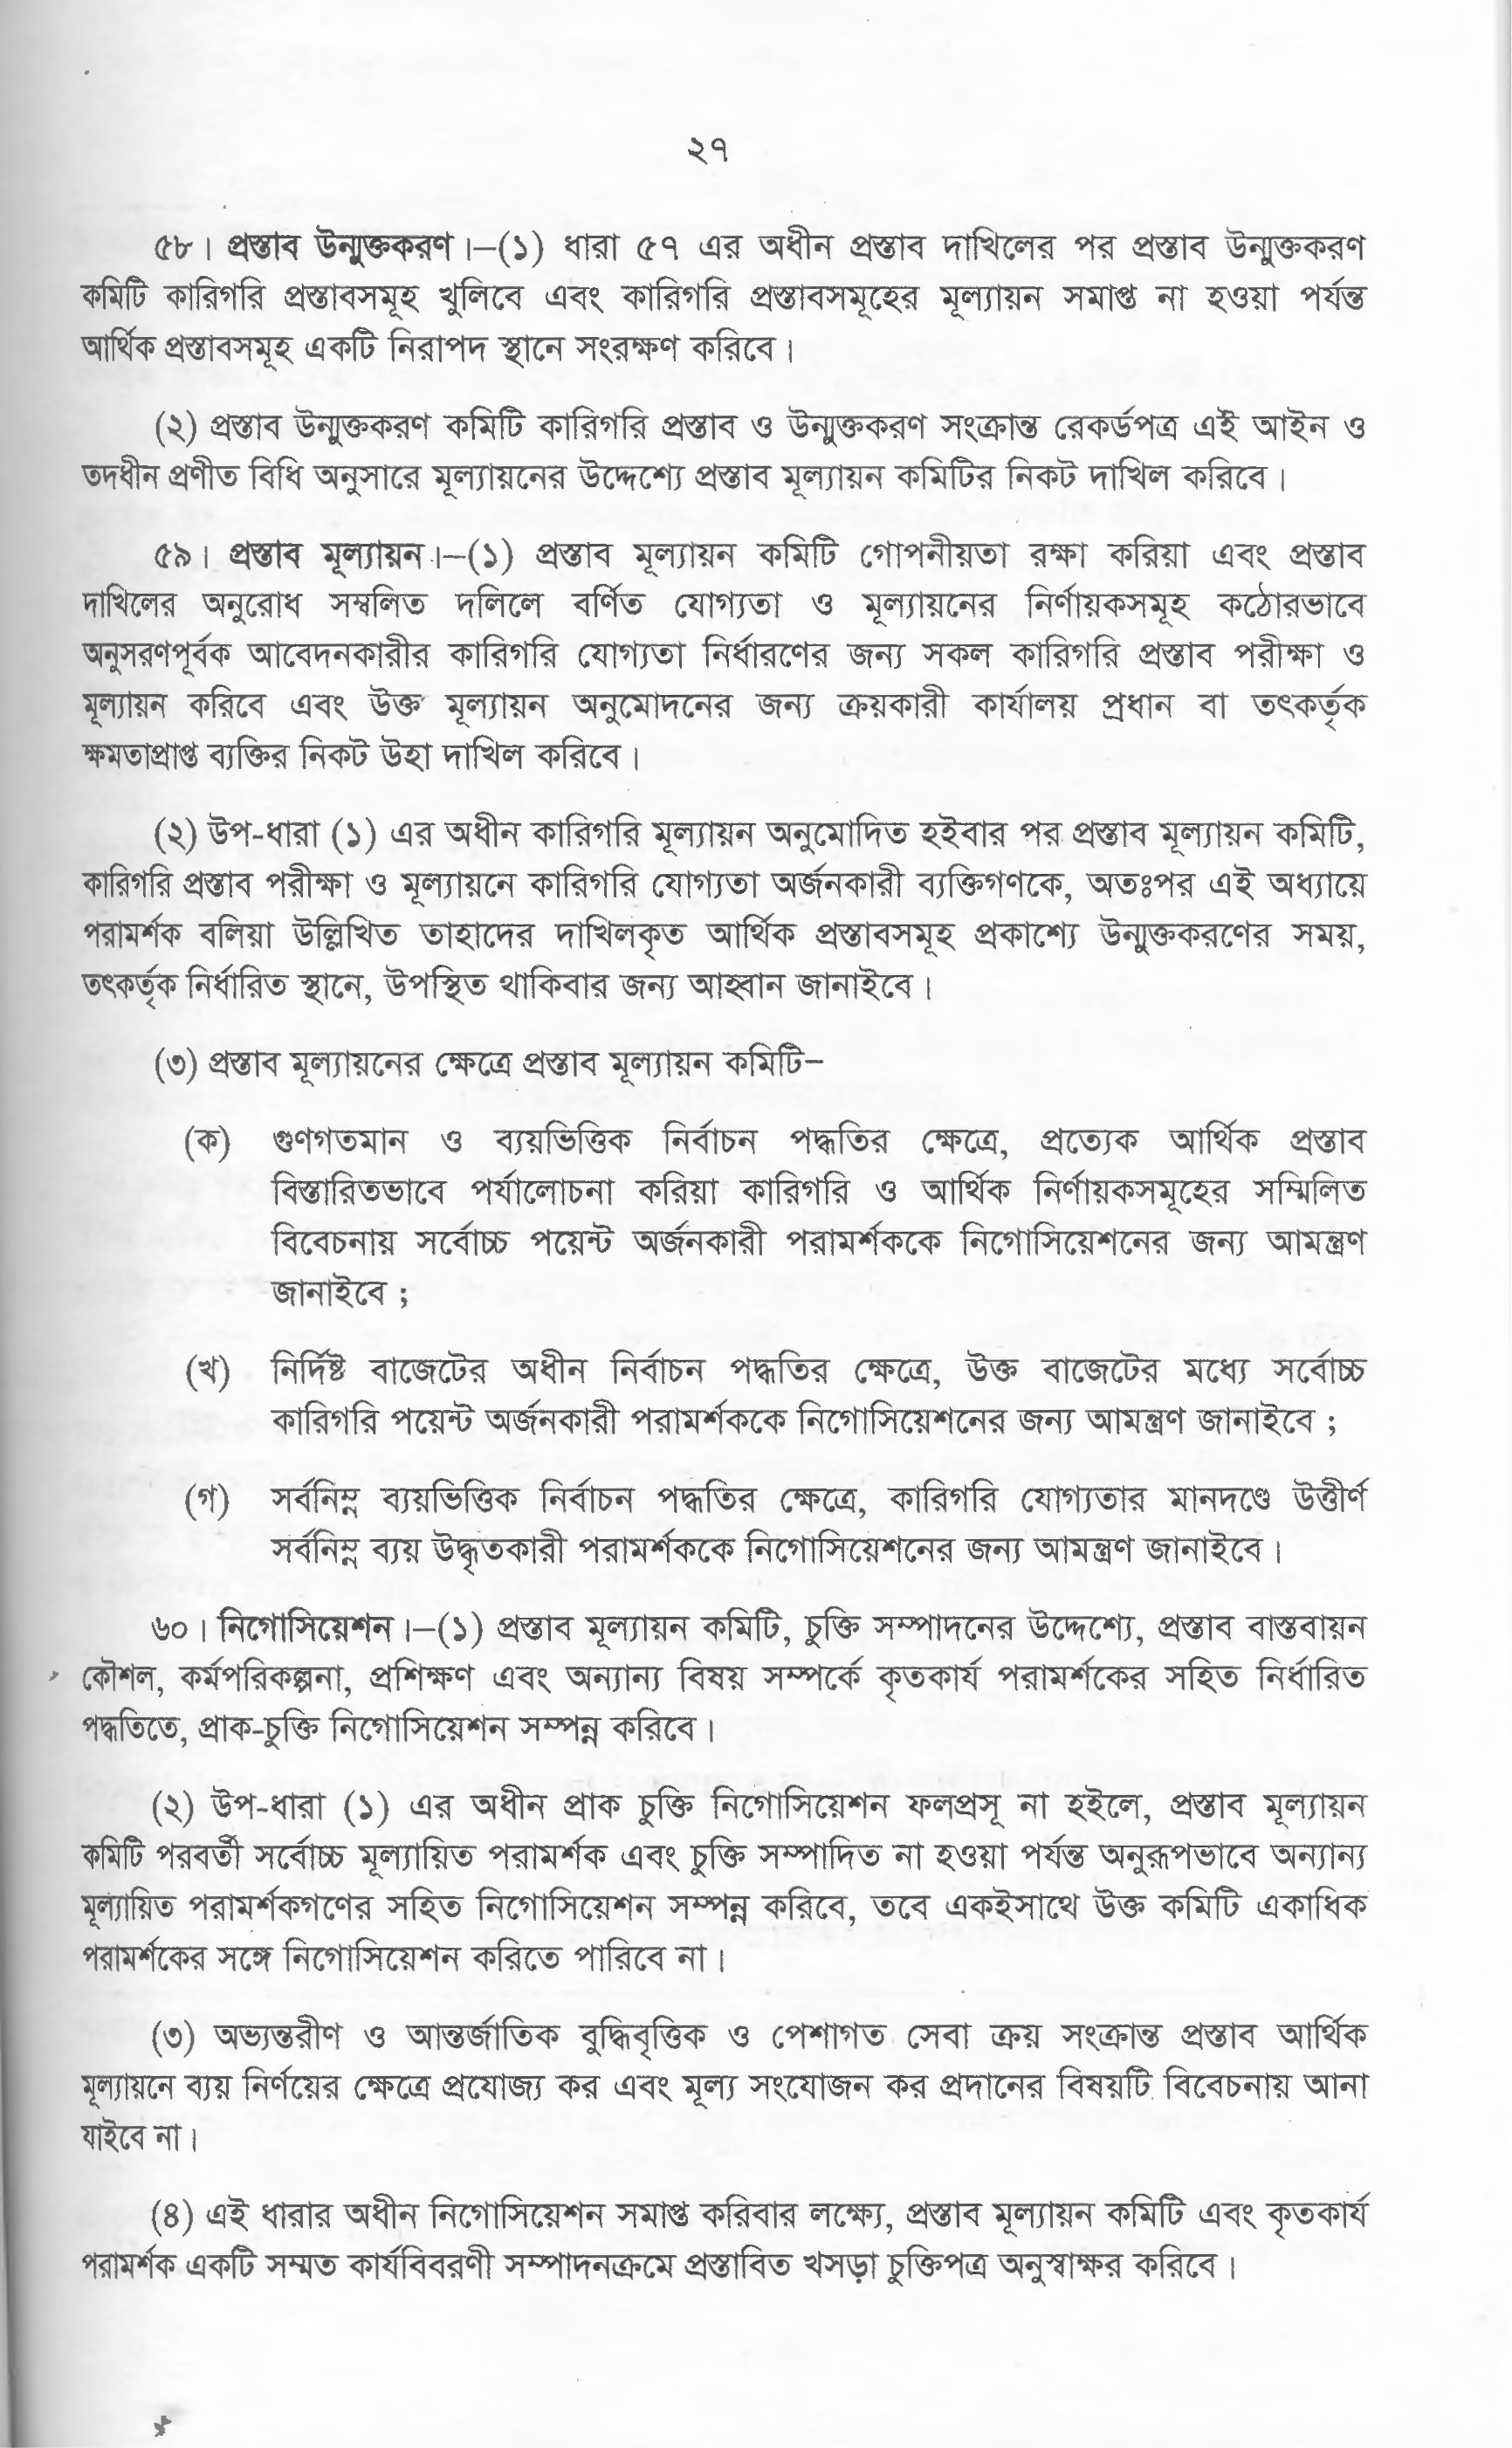 ২৭
৫৮। প্রস্তাব উন্মুক্তকরণ।–(১) ধারা ৫৭ এর অধীন প্রস্তাব দাখিলের পর প্রস্তাব উন্মুক্তকরণ
কমিটি কারিগরি প্রস্তাবসমূহ খুলিবে এবং কারিগরি প্রস্তাবসমূহের মূল্যায়ন সমাপ্ত না হওয়া পর্যন্ত
আর্থিক প্রস্তাবসমূহ একটি নিরাপদ স্থানে সংরক্ষণ করিবে।
(২) প্রস্তাব উন্মুক্তকরণ কমিটি কারিগরি প্রস্তাব ও উন্মুক্তকরণ সংক্রান্ত রেকর্ডপত্র এই আইন ও
তদধীন প্রণীত বিধি অনুসারে মূল্যায়নের উদ্দেশ্যে প্রস্তাব মূল্যায়ন কমিটির নিকট দাখিল করিবে।
৫৯। প্রস্তাব মূল্যায়ন।–(১) প্রস্তাব মূল্যায়ন কমিটি গোপনীয়তা রক্ষা করিয়া এবং প্রস্তাব
দাখিলের অনুরোধ সম্বলিত দলিলে বর্ণিত যোগ্যতা ও মূল্যায়নের নির্ণায়কসমূহ কঠোরভাবে
অনুসরণপূর্বক আবেদনকারীর কারিগরি যোগ্যতা নির্ধারণের জন্য সকল কারিগরি প্রস্তাব পরীক্ষা ও
মূল্যায়ন করিবে এবং উক্ত মূল্যায়ন অনুমোদনের জন্য ক্রয়কারী কার্যালয় প্রধান বা তৎকর্তৃক
ক্ষমতাপ্রাপ্ত ব্যক্তির নিকট উহা দাখিল করিবে।
(২) উপ-ধারা (১) এর অধীন কারিগরি মূল্যায়ন অনুমোদিত হইবার পর প্রস্তাব মূল্যায়ন কমিটি,
কারিগরি প্রস্তাব পরীক্ষা ও মূল্যায়নে কারিগরি যোগ্যতা অর্জনকারী ব্যক্তিগণকে, অতঃপর এই অধ্যায়ে
পরামর্শক বলিয়া উল্লিখিত তাহাদের দাখিলকৃত আর্থিক প্রস্তাবসমূহ প্রকাশ্যে উন্মুক্তকরণের সময়,
তৎকর্তৃক নির্ধারিত স্থানে, উপস্থিত থাকিবার জন্য আহ্বান জানাইবে।
(৩) প্রস্তাব মূল্যায়নের ক্ষেত্রে প্রস্তাব মূল্যায়ন কমিটি–
(ক) গুণগতমান ও ব্যয়ভিত্তিক নির্বাচন পদ্ধতির ক্ষেত্রে, প্রত্যেক আর্থিক প্রস্তাব
বিস্তারিতভাবে পর্যালোচনা করিয়া কারিগরি ও আর্থিক নির্ণায়কসমূহের সম্মিলিত
বিবেচনায় সর্বোচ্চ পয়েন্ট অর্জনকারী পরামর্শককে নিগোসিয়েশনের জন্য আমন্ত্রণ
জানাইবে ;
(খ) নির্দিষ্ট বাজেটের অধীন নির্বাচন পদ্ধতির ক্ষেত্রে, উক্ত বাজেটের মধ্যে সর্বোচ্চ
কারিগরি পয়েন্ট অর্জনকারী পরামর্শককে নিগোসিয়েশনের জন্য আমন্ত্রণ জানাইবে ;
(গ) সর্বনিম্ন ব্যয়ভিত্তিক নির্বাচন পদ্ধতির ক্ষেত্রে, কারিগরি যোগ্যতার মানদণ্ডে উত্তীর্ণ
সর্বনিম্ন ব্যয় উদ্ধৃতকারী পরামর্শককে নিগোসিয়েশনের জন্য আমন্ত্রণ জানাইবে।
৬০। নিগোসিয়েশন।–(১) প্রস্তাব মূল্যায়ন কমিটি, চুক্তি সম্পাদনের উদ্দেশ্যে, প্রস্তাব বাস্তবায়ন
কৌশল, কর্মপরিকল্পনা, প্রশিক্ষণ এবং অন্যান্য বিষয় সম্পর্কে কৃতকার্য পরামর্শকের সহিত নির্ধারিত
পদ্ধতিতে, প্রাক-চুক্তি নিগোসিয়েশন সম্পন্ন করিবে।
(২) উপ-ধারা (১) এর অধীন প্রাক চুক্তি নিগোসিয়েশন ফলপ্রসূ না হইলে, প্রস্তাব মূল্যায়ন
কমিটি পরবর্তী সর্বোচ্চ মূল্যায়িত পরামর্শক এবং চুক্তি সম্পাদিত না হওয়া পর্যন্ত অনুরূপভাবে অন্যান্য
মূল্যায়িত পরামর্শকগণের সহিত নিগোসিয়েশন সম্পন্ন করিবে, তবে একইসাথে উক্ত কমিটি একাধিক
পরামর্শকের সঙ্গে নিগোসিয়েশন করিতে পারিবে না।
(৩) অভ্যন্তরীণ ও আন্তর্জাতিক বুদ্ধিবৃত্তিক ও পেশাগত সেবা ক্রয় সংক্রান্ত প্রস্তাব আর্থিক
মূল্যায়নে ব্যয় নির্ণয়ের ক্ষেত্রে প্রযোজ্য কর এবং মূল্য সংযোজন কর প্রদানের বিষয়টি বিবেচনায় আনা
যাইবে না।
(৪) এই ধারার অধীন নিগোসিয়েশন সমাপ্ত করিবার লক্ষ্যে, প্রস্তাব মূল্যায়ন কমিটি এবং কৃতকার্য
পরামর্শক একটি সম্মত কার্যবিবরণী সম্পাদনক্রমে প্রস্তাবিত খসড়া চুক্তিপত্র অনুস্বাক্ষর করিবে।